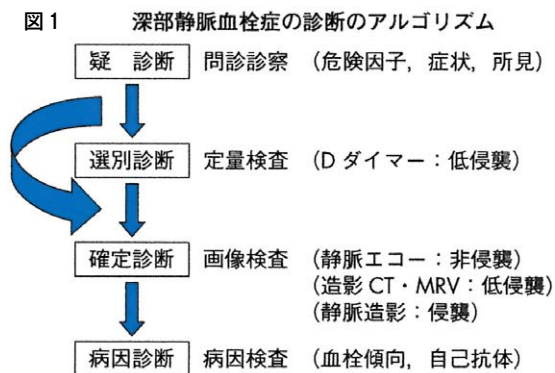 図1 深部静脈血栓症の診断のアルゴリズム
疑 診断 問診診察 (危険因子, 症状, 所見)
選別診断 定量検査 (Dダイマー:低侵襲)
確定診断 画像検査 (静脈エコー:非侵襲)
(造影CT・MRV:低侵襲)
(静脈造影:侵襲)
病因診断 病因検査 (血栓傾向, 自己抗体)